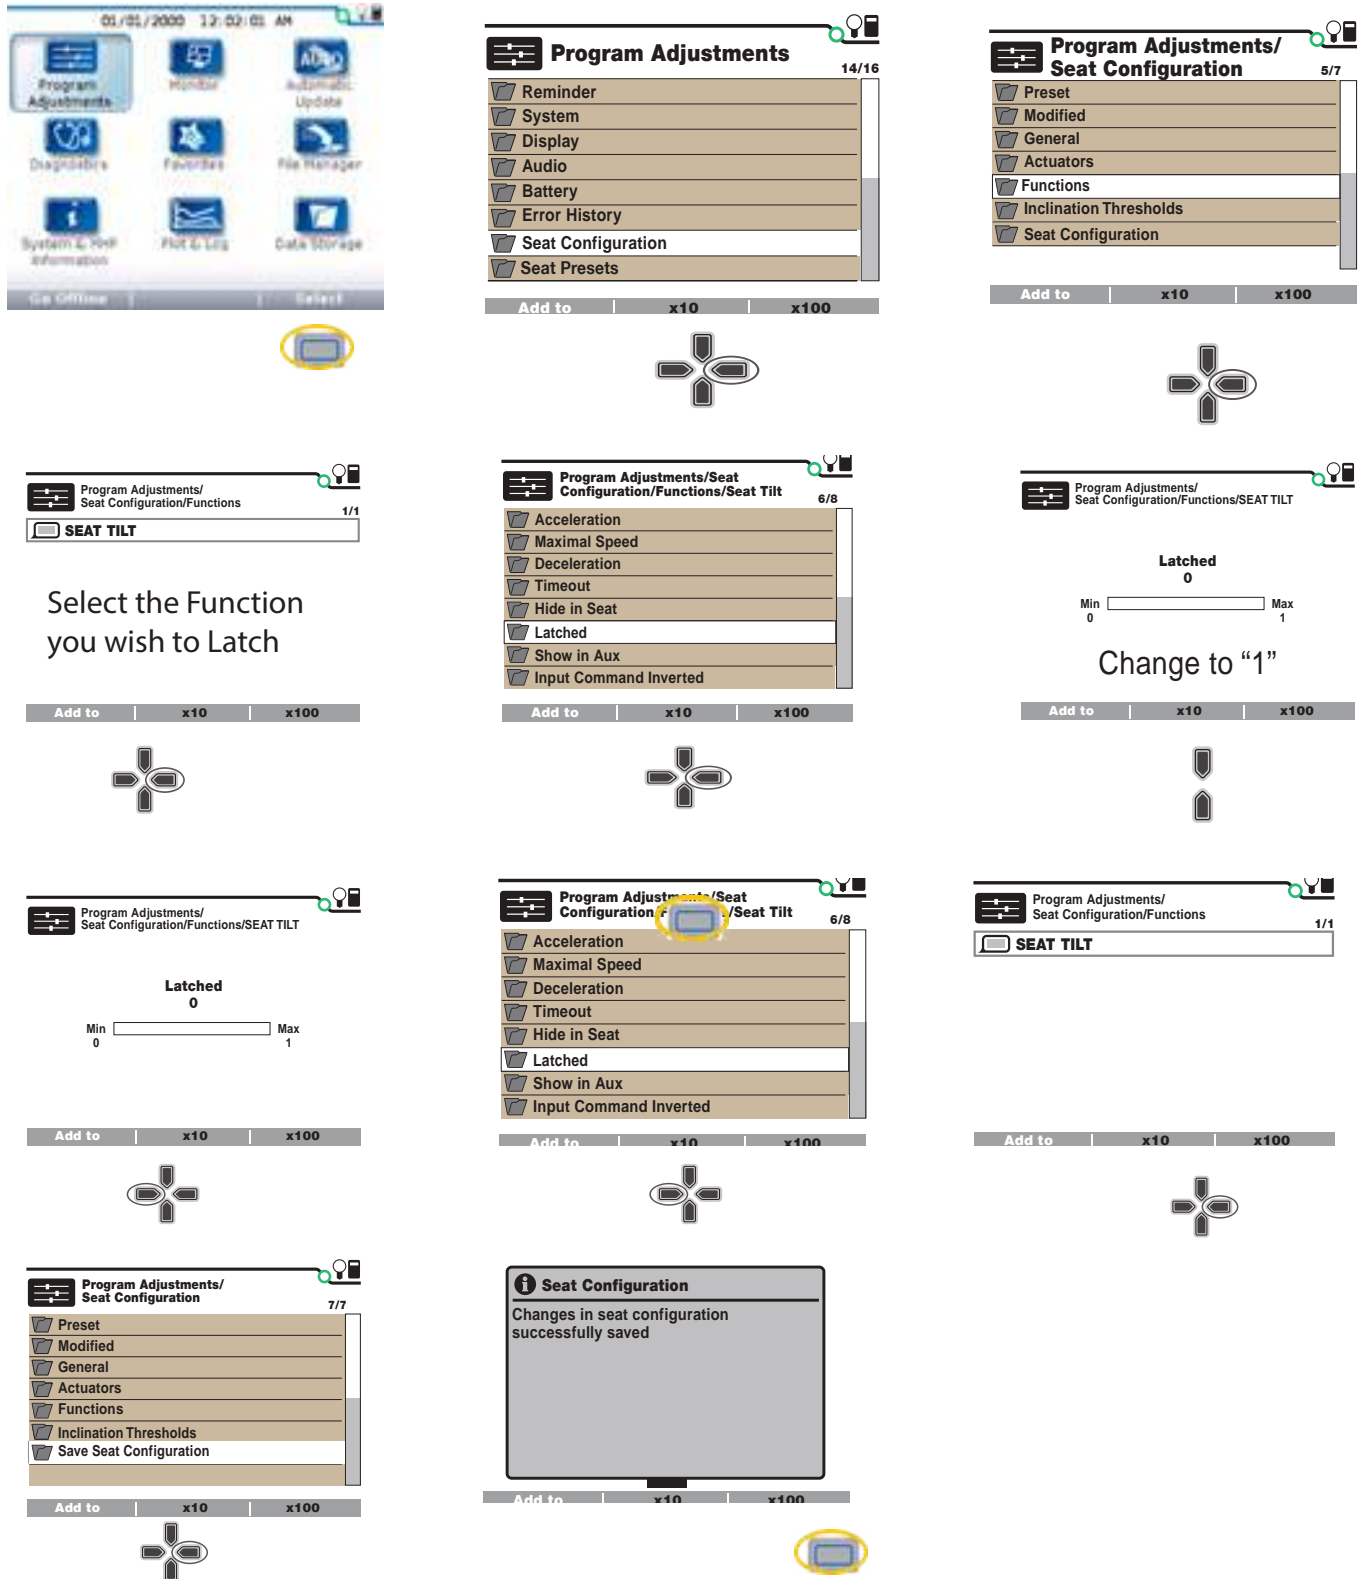 01/01/2000 12:02:01 AM
Program Adjustments
Monitor
Automatic Update
Diagnostics
Favorites
File Manager
System & HHP Information
Plot & Log
Data Storage
Go Offline
Select
Program Adjustments
14/16
Reminder
System
Display
Audio
Battery
Error History
Seat Configuration
Seat Presets
Add to x10 x100
Program Adjustments/
Seat Configuration
5/7
Preset
Modified
General
Actuators
Functions
Inclination Thresholds
Seat Configuration
Add to x10 x100
Program Adjustments/
Seat Configuration/Functions
1/1
SEAT TILT
Select the Function
you wish to Latch
Add to x10 x100
Program Adjustments/Seat
Configuration/Functions/Seat Tilt
6/8
Acceleration
Maximal Speed
Deceleration
Timeout
Hide in Seat
Latched
Show in Aux
Input Command Inverted
Add to x10 x100
Program Adjustments/
Seat Configuration/Functions/SEAT TILT
Latched
0
Min Max
0 1
Change to “1”
Add to x10 x100
Program Adjustments/
Seat Configuration/Functions/SEAT TILT
Latched
0
Min Max
0 1
Add to x10 x100
Program Adjustments/Seat
Configuration/ /Seat Tilt
6/8
Acceleration
Maximal Speed
Deceleration
Timeout
Hide in Seat
Latched
Show in Aux
Input Command Inverted
Add to x10 x100
Program Adjustments/
Seat Configuration/Functions
1/1
SEAT TILT
Add to x10 x100
Program Adjustments/
Seat Configuration
7/7
Preset
Modified
General
Actuators
Functions
Inclination Thresholds
Save Seat Configuration
Add to x10 x100
Seat Configuration
Changes in seat configuration
successfully saved
Add to x10 x100